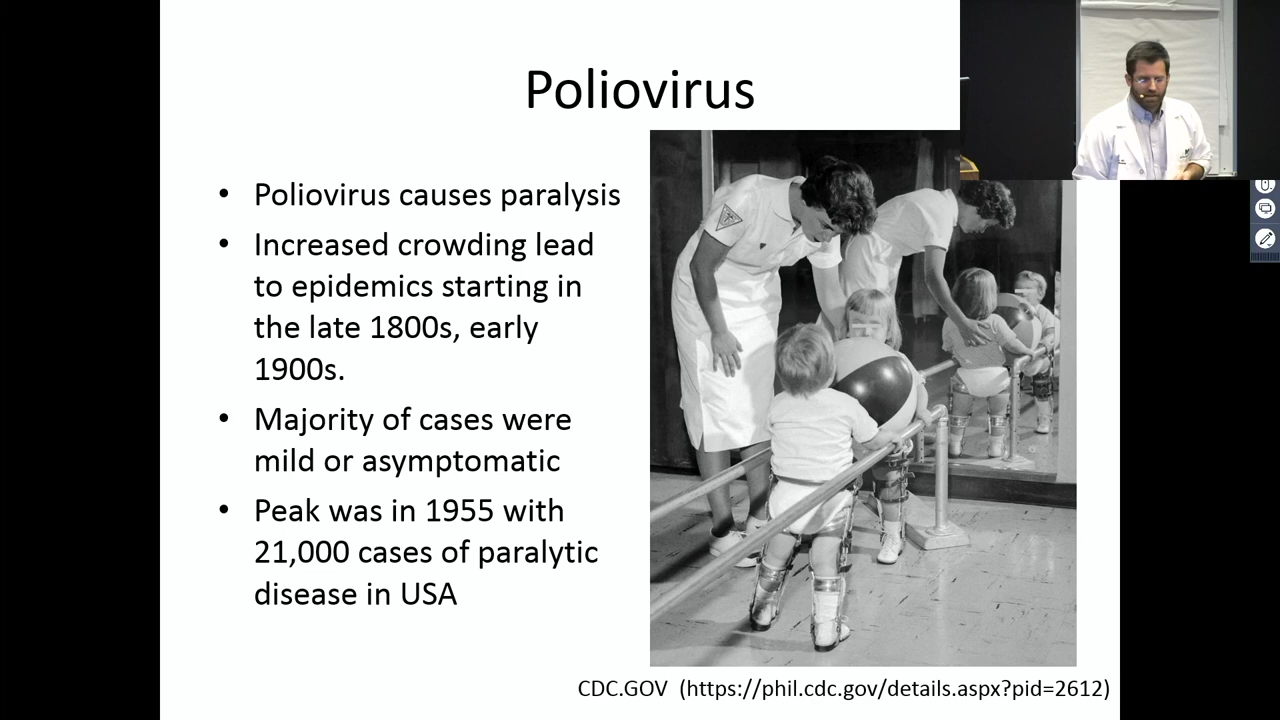 Poliovirus
• Poliovirus causes paralysis
• Increased crowding lead
to epidemics starting in
the late 1800s, early
1900s.
• Majority of cases were
mild or asymptomatic
• Peak was in 1955 with
21,000 cases of paralytic
disease in USA
CDC.GOV (https://phil.cdc.gov/details.aspx?pid=2612)